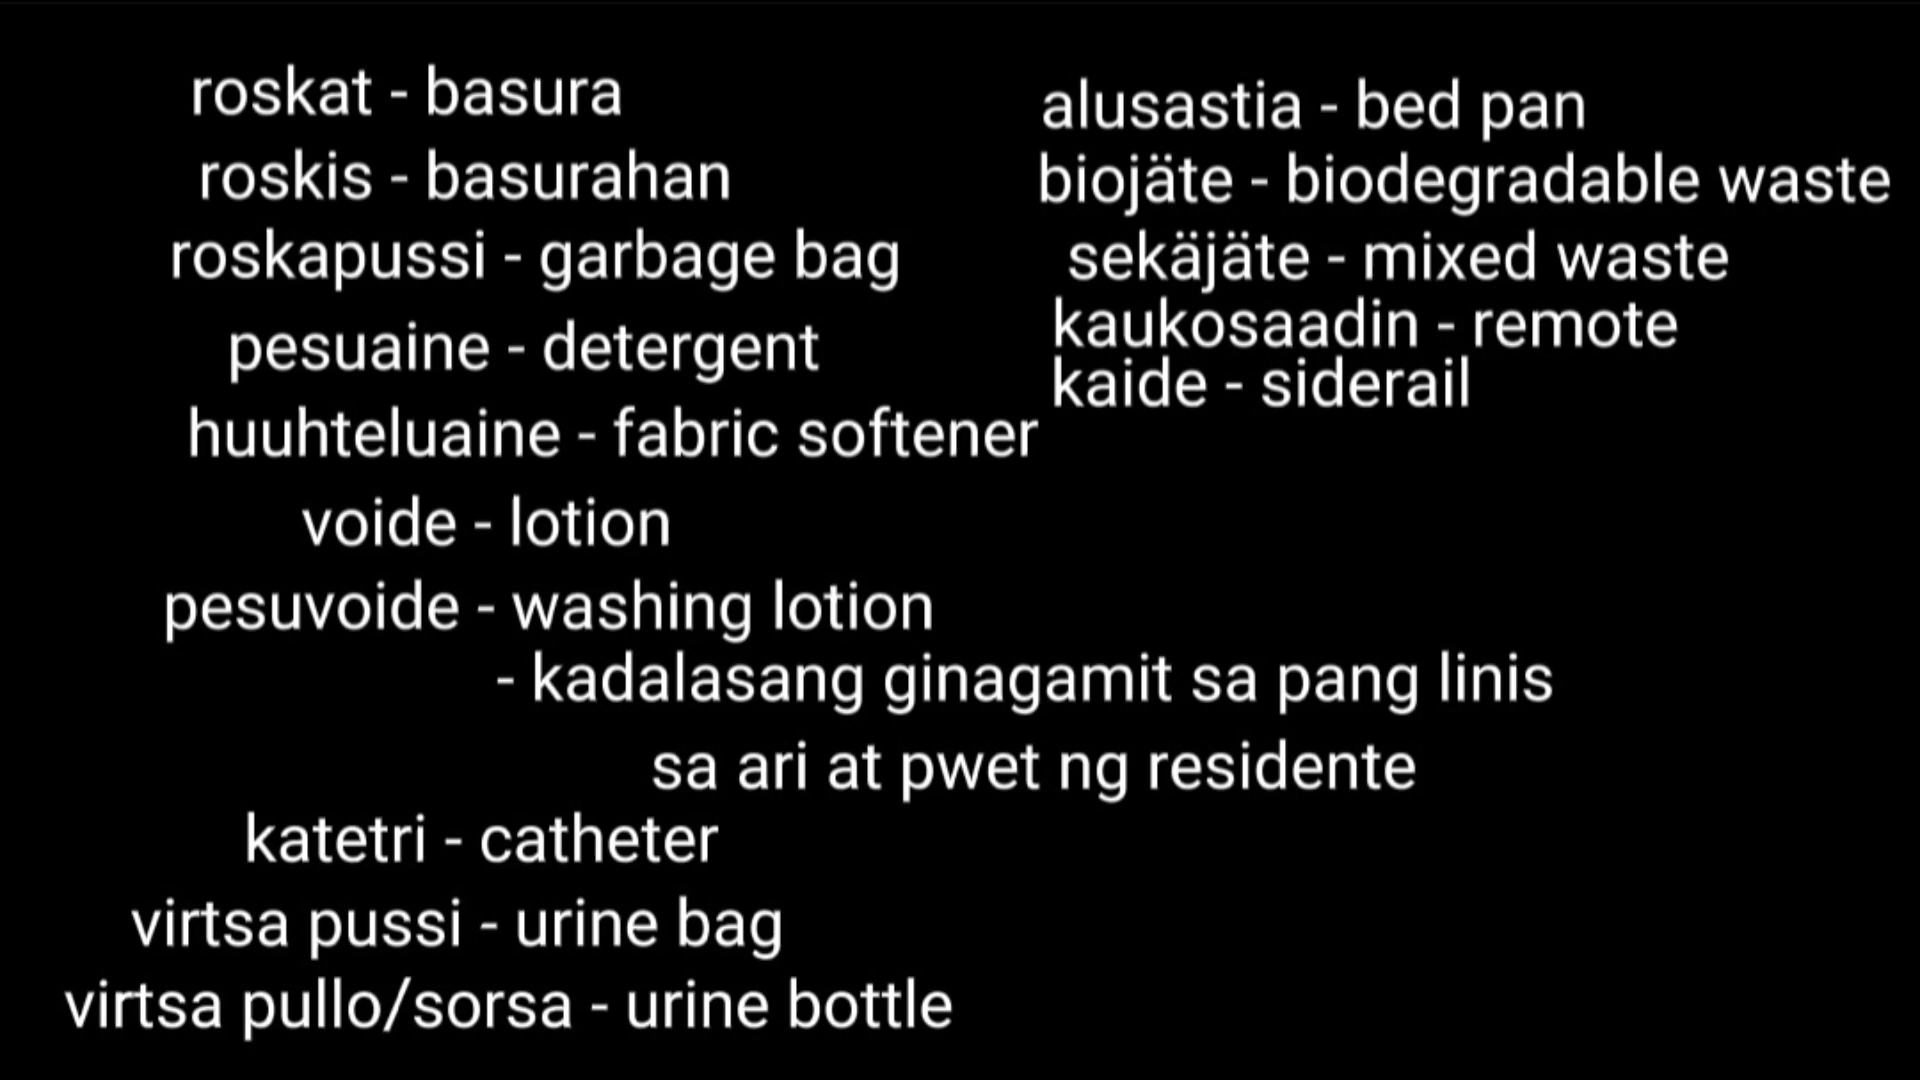 roskat - basura
roskis - basurahan
roskapussi - garbage bag
pesuaine - detergent
huuhteluaine - fabric softener
voide - lotion
pesuvoide - washing lotion
- kadalasang ginagamit sa pang linis
sa ari at pwet ng residente
katetri - catheter
virtsa pussi - urine bag
virtsa pullo/sorsa - urine bottle
alusastia - bed pan
biojäte - biodegradable waste
sekäjäte - mixed waste
kaukosaadin - remote
kaide - siderail